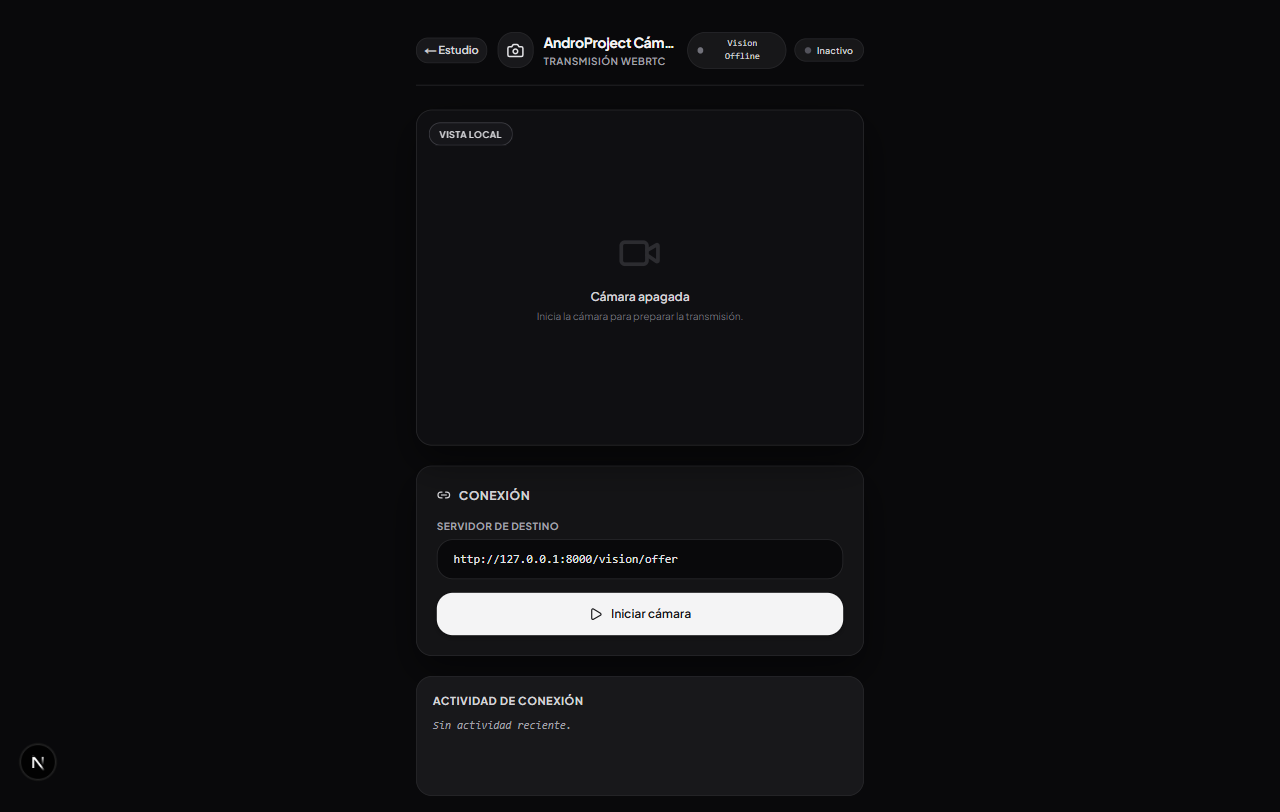 ←Estudio
AndroProject Cám...
TRANSMISIÓN WEBRTC
Vision
Offline
Inactivo
VISTA LOCAL
Cámara apagada
Inicia la cámara para preparar la transmisión.
CONEXIÓN
SERVIDOR DE DESTINO
http://127.0.0.1:8000/vision/offer
Iniciar cámara
ACTIVIDAD DE CONEXIÓN
Sin actividad reciente.
N